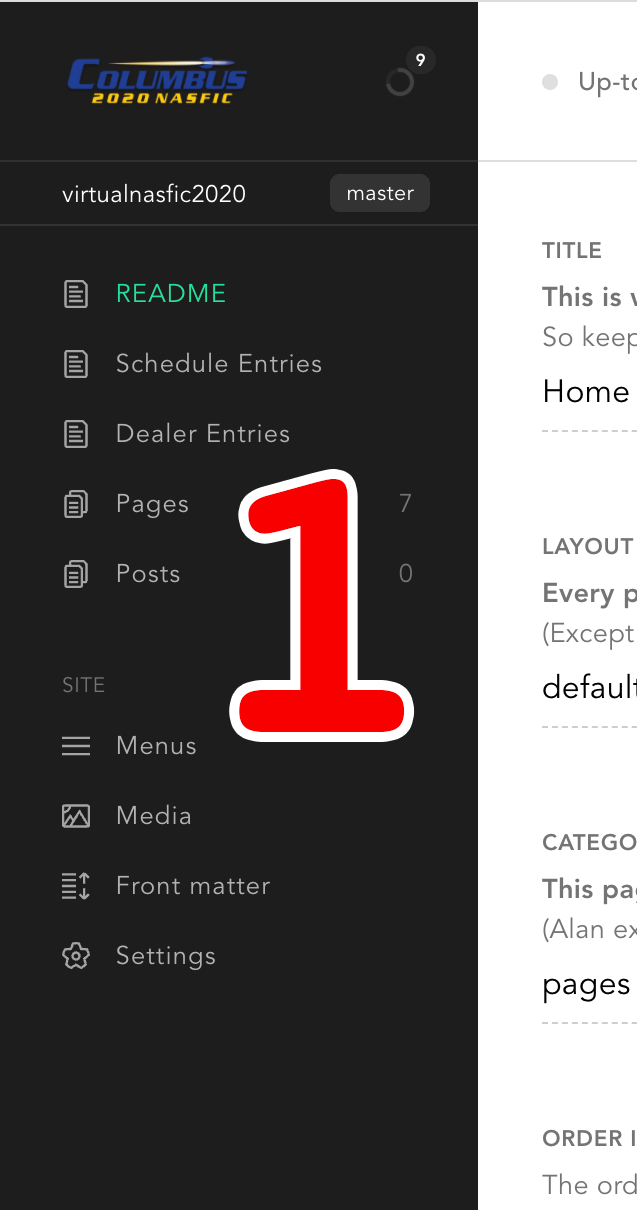 COLUMBUS
2020 NASFIC
9
virtualnasfic2020 master
README
Schedule Entries
Dealer Entries
Pages 7
Posts 0
1
SITE
Menus
Media
Front matter
Settings
Up-to
TITLE
This is
So keep
Home
LAYOUT
Every p
(Except
default
CATEGO
This pag
(Alan ex
pages
ORDER I
The ord